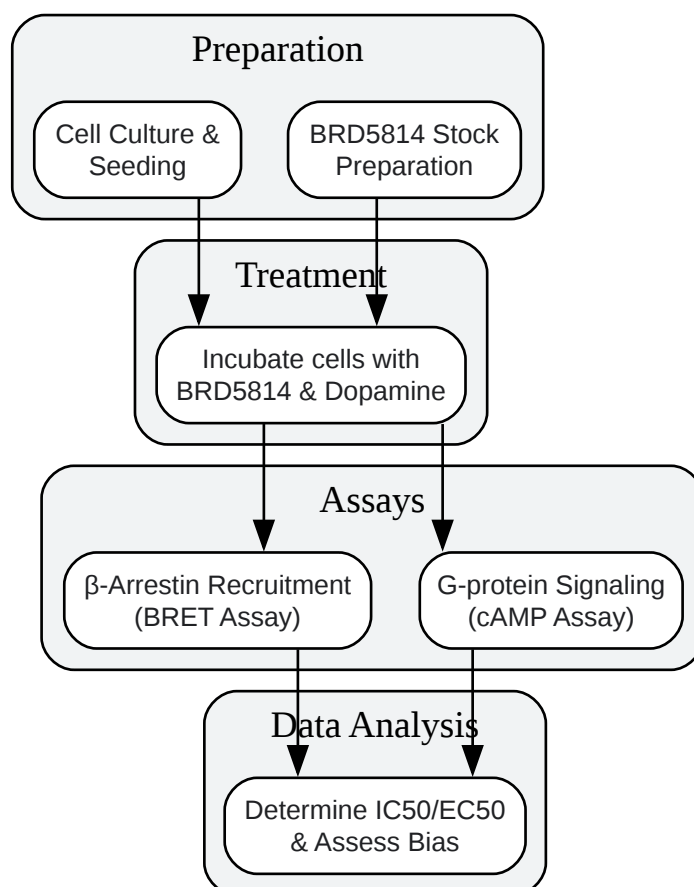 Preparation
Cell Culture &
Seeding
BRD5814 Stock
Preparation
Treatment
Incubate cells with
BRD5814 & Dopamine
Assays
β-Arrestin Recruitment
(BRET Assay)
G-protein Signaling
(cAMP Assay)
Data Analysis
Determine IC50/EC50
& Assess Bias